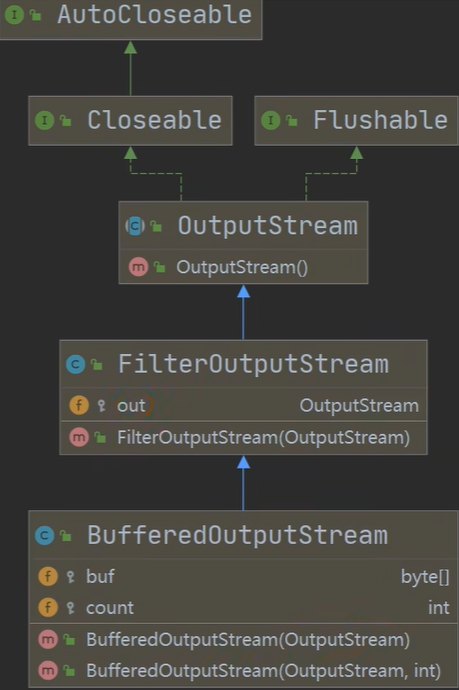 I AutoCloseable
I Closeable
I Flushable
C OutputStream
m OutputStream()
C FilterOutputStream
f out OutputStream
m FilterOutputStream(OutputStream)
C BufferedOutputStream
f buf byte[]
f count int
m BufferedOutputStream(OutputStream)
m BufferedOutputStream(OutputStream, int)